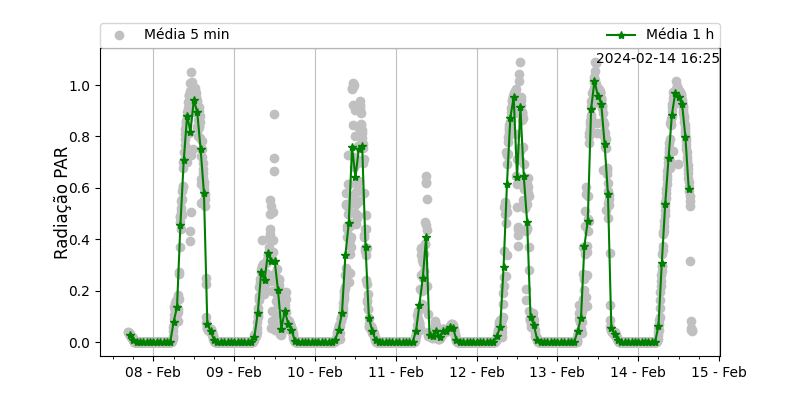 Média 5 min
Média 1 h
2024-02-14 16:25
Radiação PAR
1.0
0.8
0.6
0.4
0.2
0.0
08 - Feb
09 - Feb
10 - Feb
11 - Feb
12 - Feb
13 - Feb
14 - Feb
15 - Feb